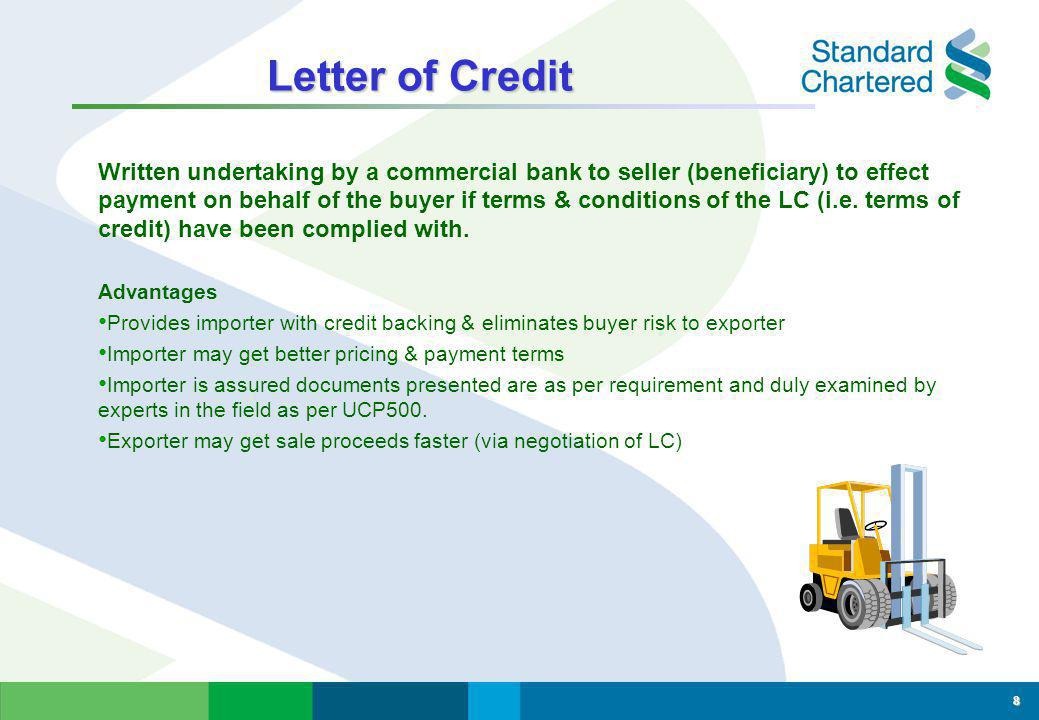 Letter of Credit
Standard
Chartered
Written undertaking by a commercial bank to seller (beneficiary) to effect
payment on behalf of the buyer if terms & conditions of the LC (i.e. terms of
credit) have been complied with.
Advantages
•Provides importer with credit backing & eliminates buyer risk to exporter
•Importer may get better pricing & payment terms
•Importer is assured documents presented are as per requirement and duly examined by
experts in the field as per UCP500.
•Exporter may get sale proceeds faster (via negotiation of LC)
8